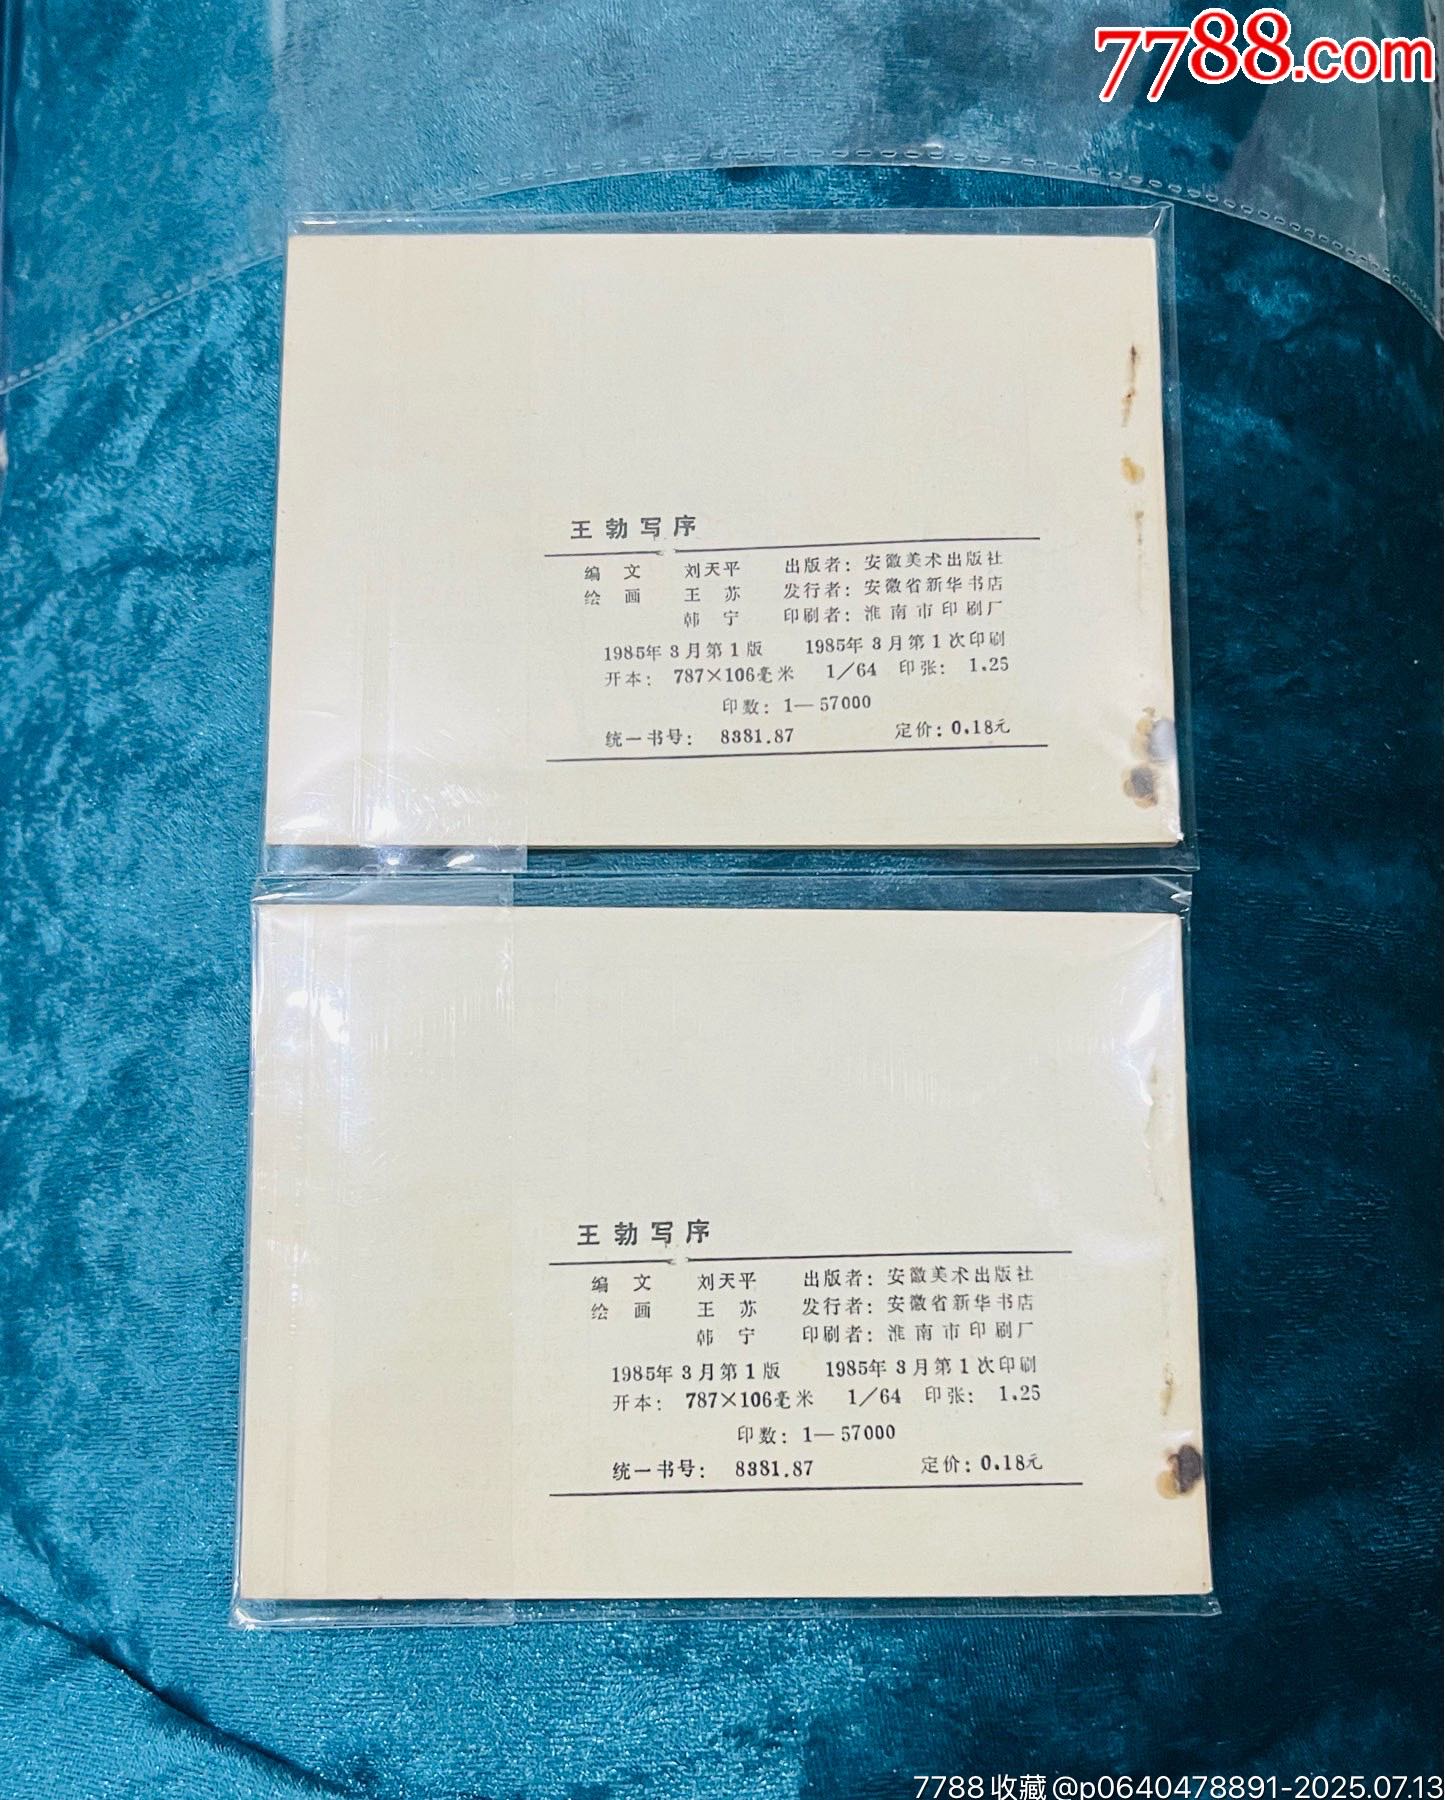 7788.com
王勃写序
编 文 刘天平 出版者：安徽美术出版社
绘 画 王 苏 发行者：安徽省新华书店
韩 宁 印刷者：淮南市印刷厂
1985年3月第1版 1985年3月第1次印刷
开本： 787×106毫米 1/64 印张： 1.25
印数：1—57000
统一书号： 8381.87 定价：0.18元
王勃写序
编 文 刘天平 出版者：安徽美术出版社
绘 画 王 苏 发行者：安徽省新华书店
韩 宁 印刷者：淮南市印刷厂
1985年3月第1版 1985年3月第1次印刷
开本： 787×106毫米 1/64 印张： 1.25
印数：1—57000
统一书号： 8381.87 定价：0.18元
7788收藏@p0640478891-2025.07.13